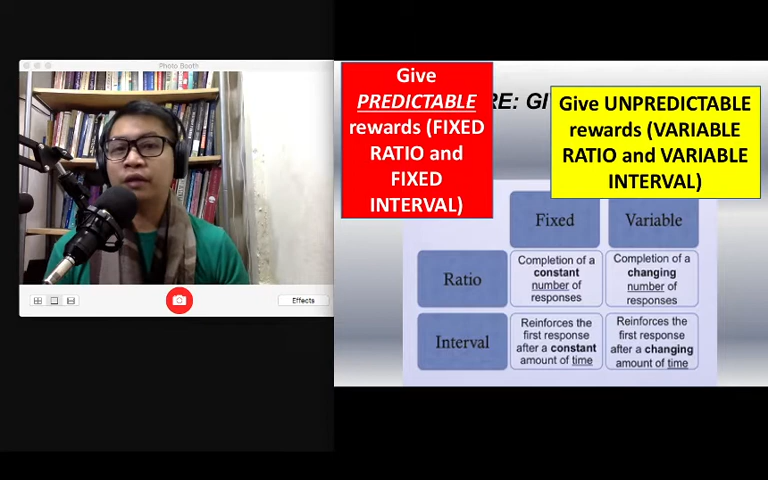 Photo Booth
Effects
RE: GI
Give
PREDICTABLE
rewards (FIXED
RATIO and
FIXED
INTERVAL)
Give UNPREDICTABLE
rewards (VARIABLE
RATIO and VARIABLE
INTERVAL)
Fixed
Variable
Ratio
Completion of a
constant
number of
responses
Completion of a
changing
number of
responses
Interval
Reinforces the
first response
after a constant
amount of time
Reinforces the
first response
after a changing
amount of time